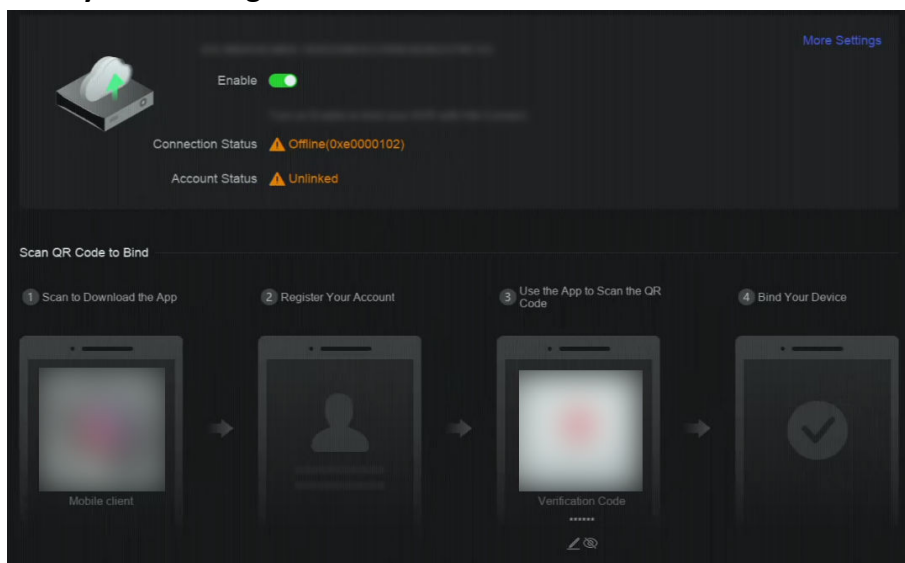 More Settings
Enable
Connection Status
Offline(0xe0000102)
Account Status
Unlinked
Scan QR Code to Bind
1 Scan to Download the App
2 Register Your Account
3 Use the App to Scan the QR
Code
4 Bind Your Device
Mobile client
Verification Code
******